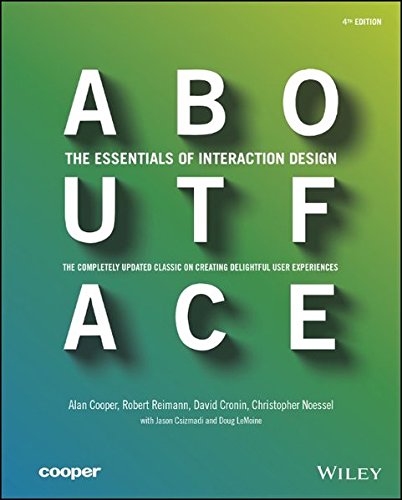 4TH EDITION
A B O
THE ESSENTIALS OF INTERACTION DESIGN
U T F
THE COMPLETELY UPDATED CLASSIC ON CREATING DELIGHTFUL USER EXPERIENCES
A C E
Alan Cooper, Robert Reimann, David Cronin, Christopher Noessel
with Jason Csizmadi and Doug LeMoine
cooper
WILEY